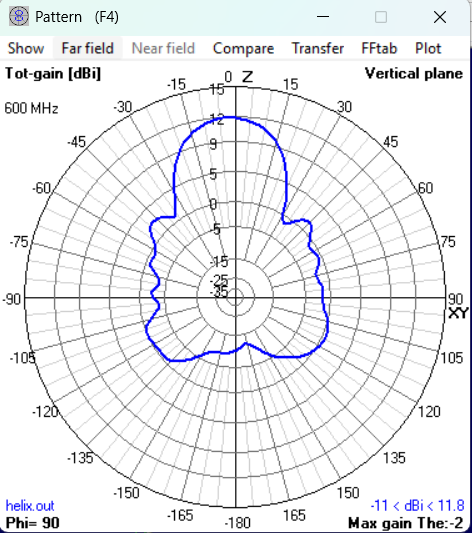 Pattern (F4)
Show Far field Near field Compare Transfer FFtab Plot
Tot-gain [dBi] 0 Z Vertical plane
-15 15 15
600 MHz -30 12 30
-45 9 45
-60 5 60
0
-75 -5 75
-15
-25
-90 -35 90
XY
-105 105
-120 120
-135 135
-150 150
helix.out -165 165 -11 < dBi < 11.8
Phi= 90 -180 Max gain The:-2